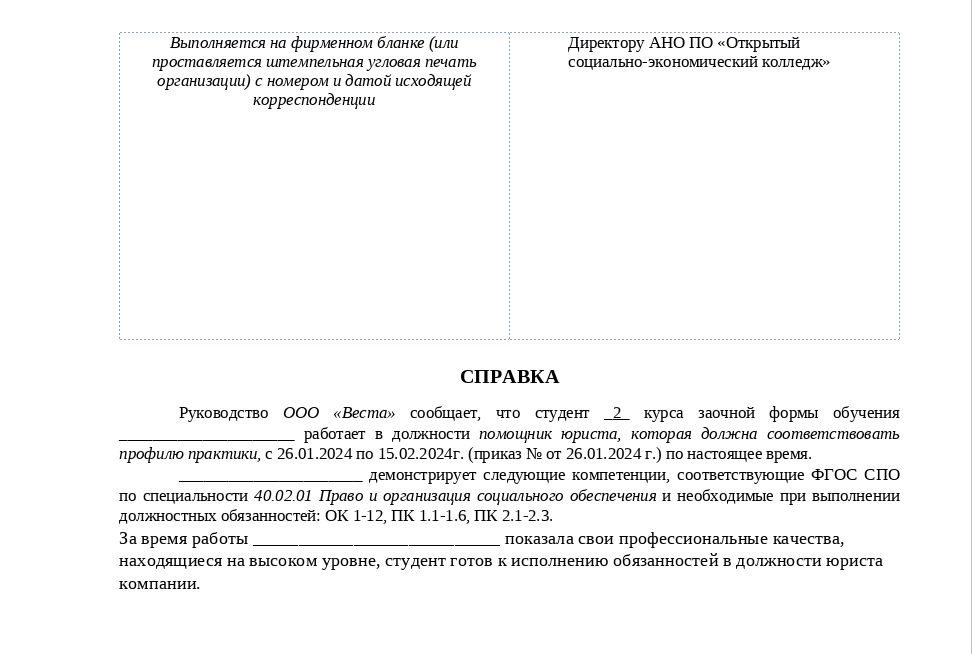 Выполняется на фирменном бланке (или
проставляется штемпельная угловая печать
организации) с номером и датой исходящей
корреспонденции
Директору АНО ПО «Открытый
социально-экономический колледж»
СПРАВКА
Руководство ООО «Веста» сообщает, что студент _2_ курса заочной формы обучения
_____________________ работает в должности помощник юриста, которая должна соответствовать
профилю практики, с 26.01.2024 по 15.02.2024г. (приказ № от 26.01.2024 г.) по настоящее время.
______________________ демонстрирует следующие компетенции, соответствующие ФГОС СПО
по специальности 40.02.01 Право и организация социального обеспечения и необходимые при выполнении
должностных обязанностей: ОК 1-12, ПК 1.1-1.6, ПК 2.1-2.3.
За время работы ___________________________ показала свои профессиональные качества,
находящиеся на высоком уровне, студент готов к исполнению обязанностей в должности юриста
компании.